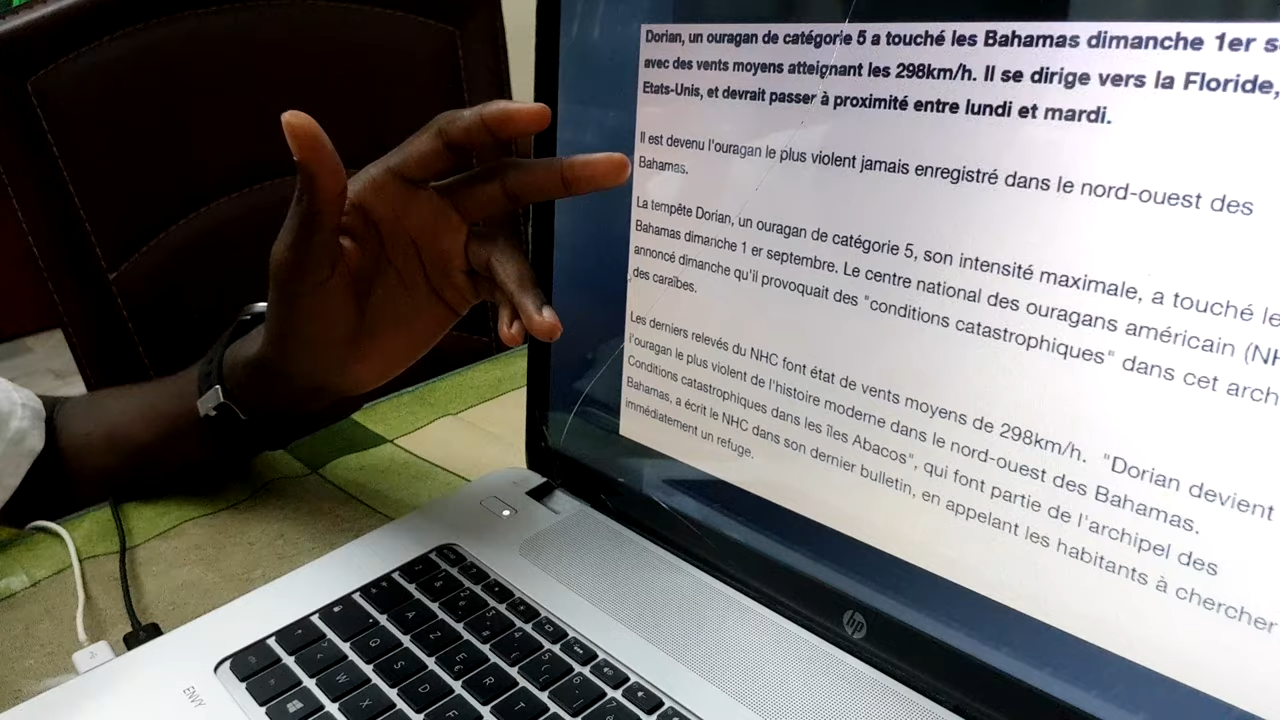 Dorian, un ouragan de catégorie 5 a touché les Bahamas dimanche 1er s
avec des vents moyens atteignant les 298km/h. Il se dirige vers la Floride,
Etats-Unis, et devrait passer à proximité entre lundi et mardi.
Il est devenu l'ouragan le plus violent jamais enregistré dans le nord-ouest des
Bahamas.
La tempête Dorian, un ouragan de catégorie 5, son intensité maximale, a touché le
Bahamas dimanche 1 er septembre. Le centre national des ouragans américain (NH
annoncé dimanche qu'il provoquait des "conditions catastrophiques" dans cet arch
des caraïbes.
Les derniers relevés du NHC font état de vents moyens de 298km/h. "Dorian devient
l'ouragan le plus violent de l'histoire moderne dans le nord-ouest des Bahamas.
Conditions catastrophiques dans les îles Abacos", qui font partie de l'archipel des
Bahamas, a écrit le NHC dans son dernier bulletin, en appelant les habitants à chercher
immédiatement un refuge.
hp
ENVY
A Z E R
Q S D F
W X